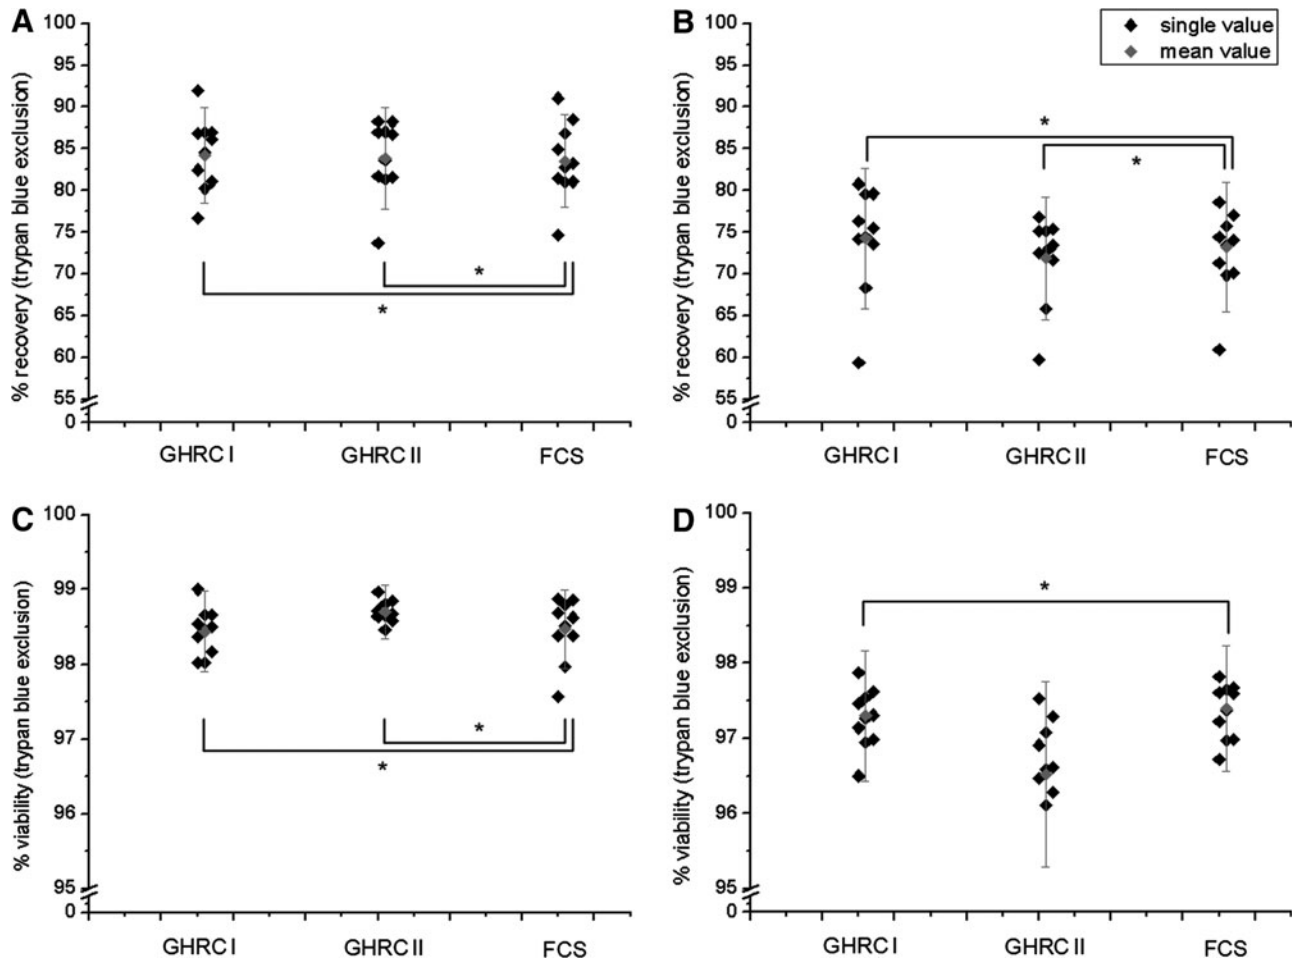 A
% recovery (trypan blue exclusion)
100
95
90
85
80
75
70
65
60
55
0
*
*
GHRC I
GHRC II
FCS
B
% recovery (trypan blue exclusion)
100
95
90
85
80
75
70
65
60
55
0
single value
mean value
*
*
GHRC I
GHRC II
FCS
C
% viability (trypan blue exclusion)
100
99
98
97
96
95
0
*
*
GHRC I
GHRC II
FCS
D
% viability (trypan blue exclusion)
100
99
98
97
96
95
0
*
GHRC I
GHRC II
FCS